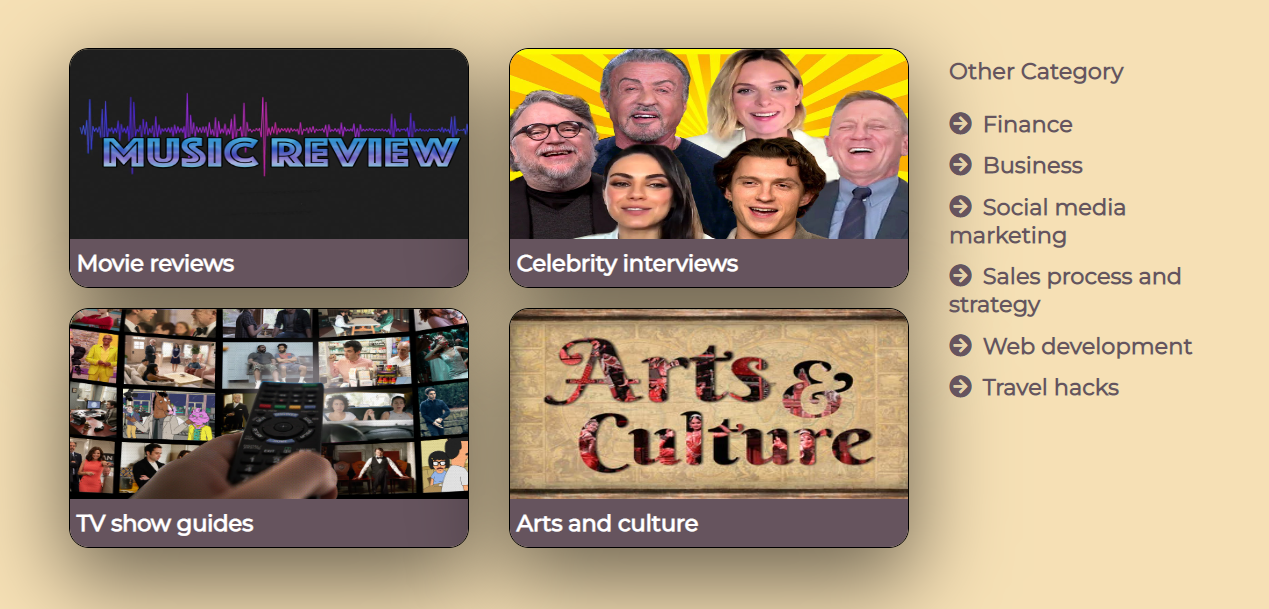 MUSIC REVIEW
Movie reviews
Celebrity interviews
TV show guides
Arts &
Culture
Arts and culture
Other Category
Finance
Business
Social media
marketing
Sales process and
strategy
Web development
Travel hacks